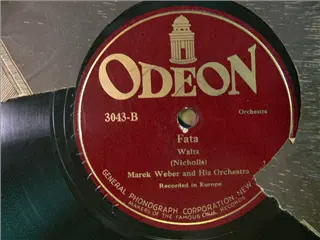 ODEON
3043-B
Orchestra
Fata
Waltz
(Nicholls)
Marek Weber and His Orchestra
Recorded in Europe
GENERAL PHONOGRAPH CORPORATION, NEW
MAKERS OF THE FAMOUS Okeh RECORDS